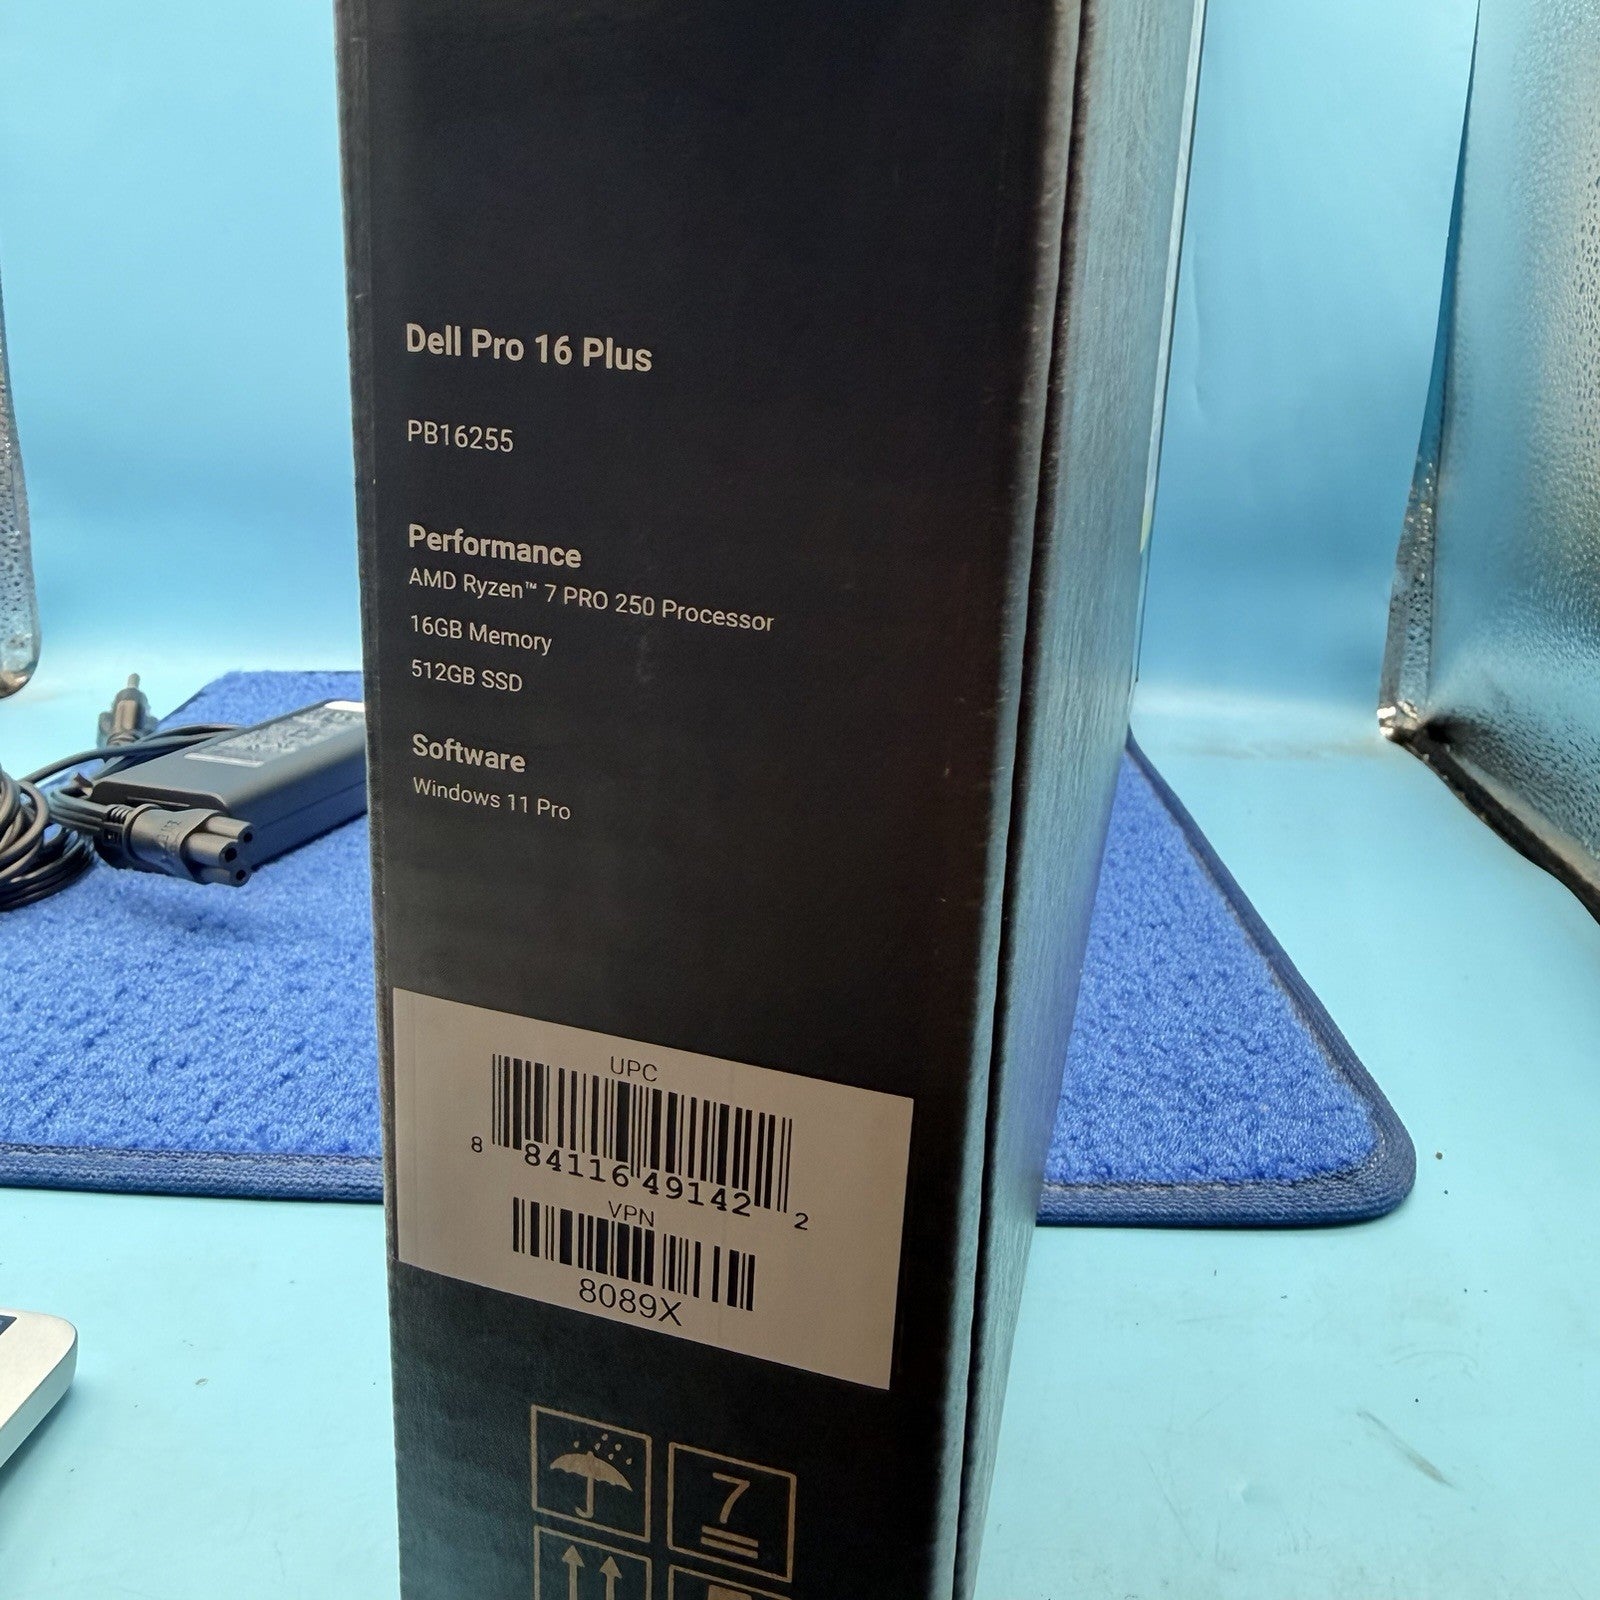 Dell Pro 16 Plus
PB16255
Performance
AMD Ryzen™ 7 PRO 250 Processor
16GB Memory
512GB SSD
Software
Windows 11 Pro
UPC
8 84116 49142 2
VPN
8089X
7